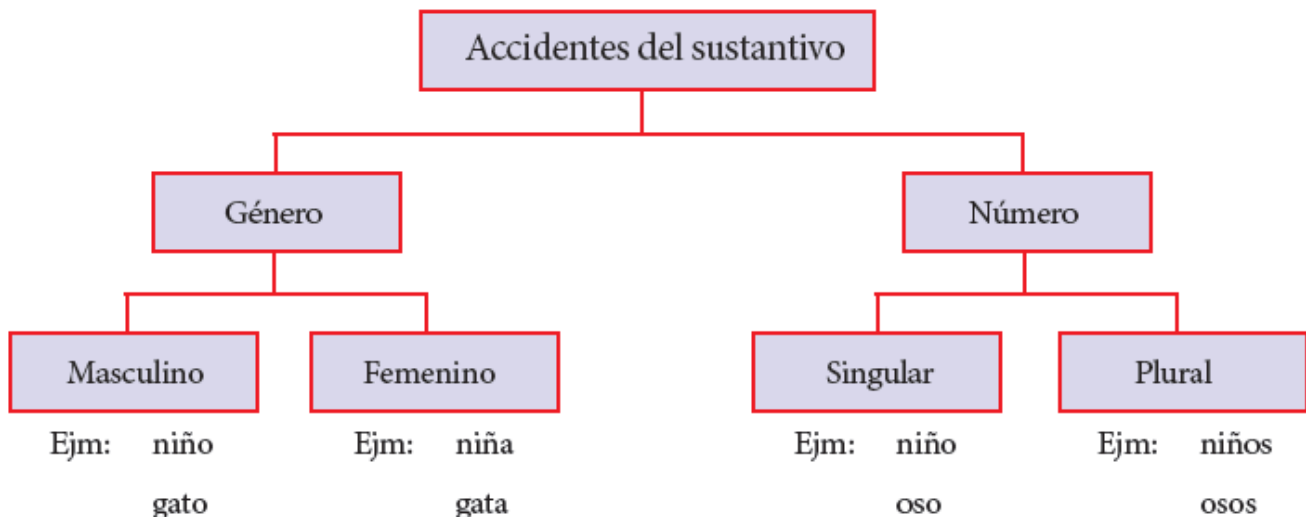 Accidentes del sustantivo
Género
Número
Masculino
Femenino
Singular
Plural
Ejm: niño
gato
Ejm: niña
gata
Ejm: niño
oso
Ejm: niños
osos